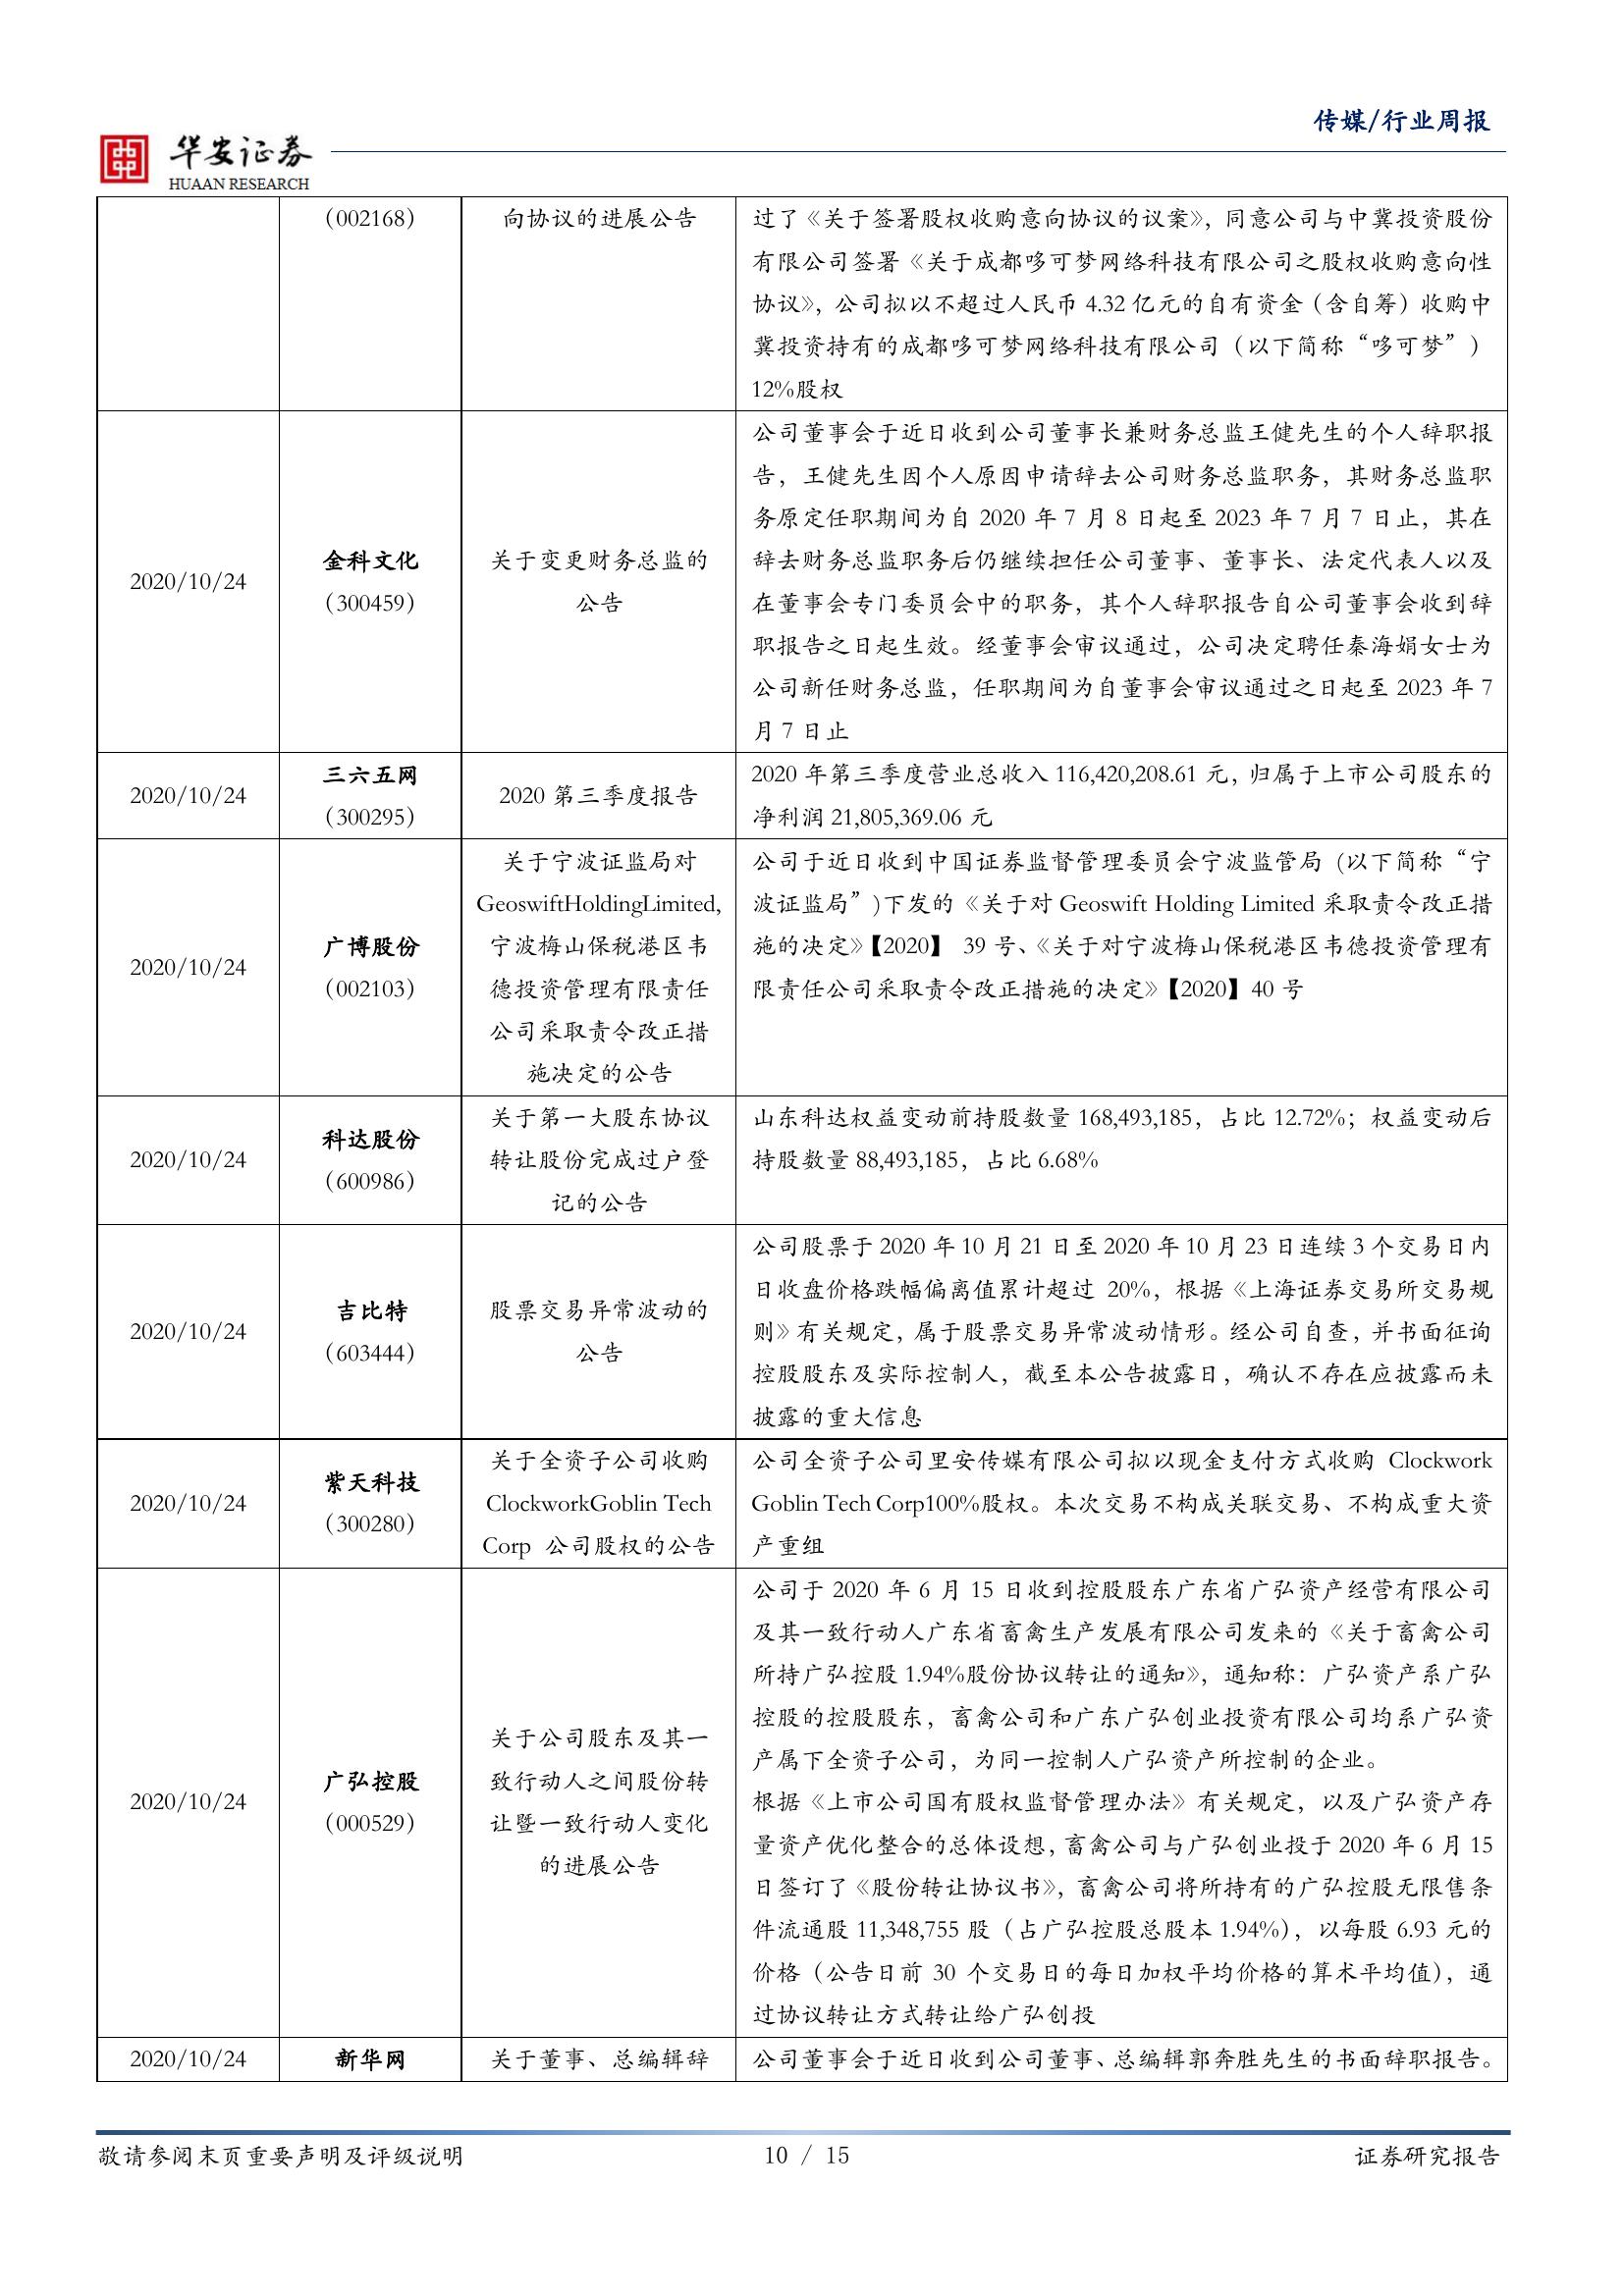 传媒/行业周报
华安证券
HUAAN RESEARCH
（002168）
向协议的进展公告
过了《关于签署股权收购意向协议的议案》，同意公司与中冀投资股份
有限公司签署《关于成都哆可梦网络科技有限公司之股权收购意向性
协议》，公司拟以不超过人民币 4.32 亿元的自有资金（含自筹）收购中
冀投资持有的成都哆可梦网络科技有限公司（以下简称“哆可梦”）
12%股权
2020/10/24
金科文化
（300459）
关于变更财务总监的
公告
公司董事会于近日收到公司董事长兼财务总监王健先生的个人辞职报
告，王健先生因个人原因申请辞去公司财务总监职务，其财务总监职
务原定任职期间为自 2020 年 7 月 8 日起至 2023 年 7 月 7 日止，其在
辞去财务总监职务后仍继续担任公司董事、董事长、法定代表人以及
在董事会专门委员会中的职务，其个人辞职报告自公司董事会收到辞
职报告之日起生效。经董事会审议通过，公司决定聘任秦海娟女士为
公司新任财务总监，任职期间为自董事会审议通过之日起至 2023 年 7
月 7 日止
2020/10/24
三六五网
（300295）
2020 第三季度报告
2020 年第三季度营业总收入 116,420,208.61 元，归属于上市公司股东的
净利润 21,805,369.06 元
2020/10/24
广博股份
（002103）
关于宁波证监局对
GeoswiftHoldingLimited,
宁波梅山保税港区韦
德投资管理有限责任
公司采取责令改正措
施决定的公告
公司于近日收到中国证券监督管理委员会宁波监管局 (以下简称“宁
波证监局”)下发的《关于对 Geoswift Holding Limited 采取责令改正措
施的决定》【2020】 39 号、《关于对宁波梅山保税港区韦德投资管理有
限责任公司采取责令改正措施的决定》【2020】40 号
2020/10/24
科达股份
（600986）
关于第一大股东协议
转让股份完成过户登
记的公告
山东科达权益变动前持股数量 168,493,185，占比 12.72%；权益变动后
持股数量 88,493,185，占比 6.68%
2020/10/24
吉比特
（603444）
股票交易异常波动的
公告
公司股票于 2020 年 10 月 21 日至 2020 年 10 月 23 日连续 3 个交易日内
日收盘价格跌幅偏离值累计超过 20%，根据《上海证券交易所交易规
则》有关规定，属于股票交易异常波动情形。经公司自查，并书面征询
控股股东及实际控制人，截至本公告披露日，确认不存在应披露而未
披露的重大信息
2020/10/24
紫天科技
（300280）
关于全资子公司收购
ClockworkGoblin Tech
Corp 公司股权的公告
公司全资子公司里安传媒有限公司拟以现金支付方式收购 Clockwork
Goblin Tech Corp100%股权。本次交易不构成关联交易、不构成重大资
产重组
2020/10/24
广弘控股
（000529）
关于公司股东及其一
致行动人之间股份转
让暨一致行动人变化
的进展公告
公司于 2020 年 6 月 15 日收到控股股东广东省广弘资产经营有限公司
及其一致行动人广东省畜禽生产发展有限公司发来的《关于畜禽公司
所持广弘控股 1.94%股份协议转让的通知》，通知称：广弘资产系广弘
控股的控股股东，畜禽公司和广东广弘创业投资有限公司均系广弘资
产属下全资子公司，为同一控制人广弘资产所控制的企业。
根据《上市公司国有股权监督管理办法》有关规定，以及广弘资产存
量资产优化整合的总体设想，畜禽公司与广弘创业投于 2020 年 6 月 15
日签订了《股份转让协议书》，畜禽公司将所持有的广弘控股无限售条
件流通股 11,348,755 股（占广弘控股总股本 1.94%），以每股 6.93 元的
价格（公告日前 30 个交易日的每日加权平均价格的算术平均值），通
过协议转让方式转让给广弘创投
2020/10/24
新华网
关于董事、总编辑辞
公司董事会于近日收到公司董事、总编辑郭奔胜先生的书面辞职报告。
敬请参阅末页重要声明及评级说明
10 / 15
证券研究报告